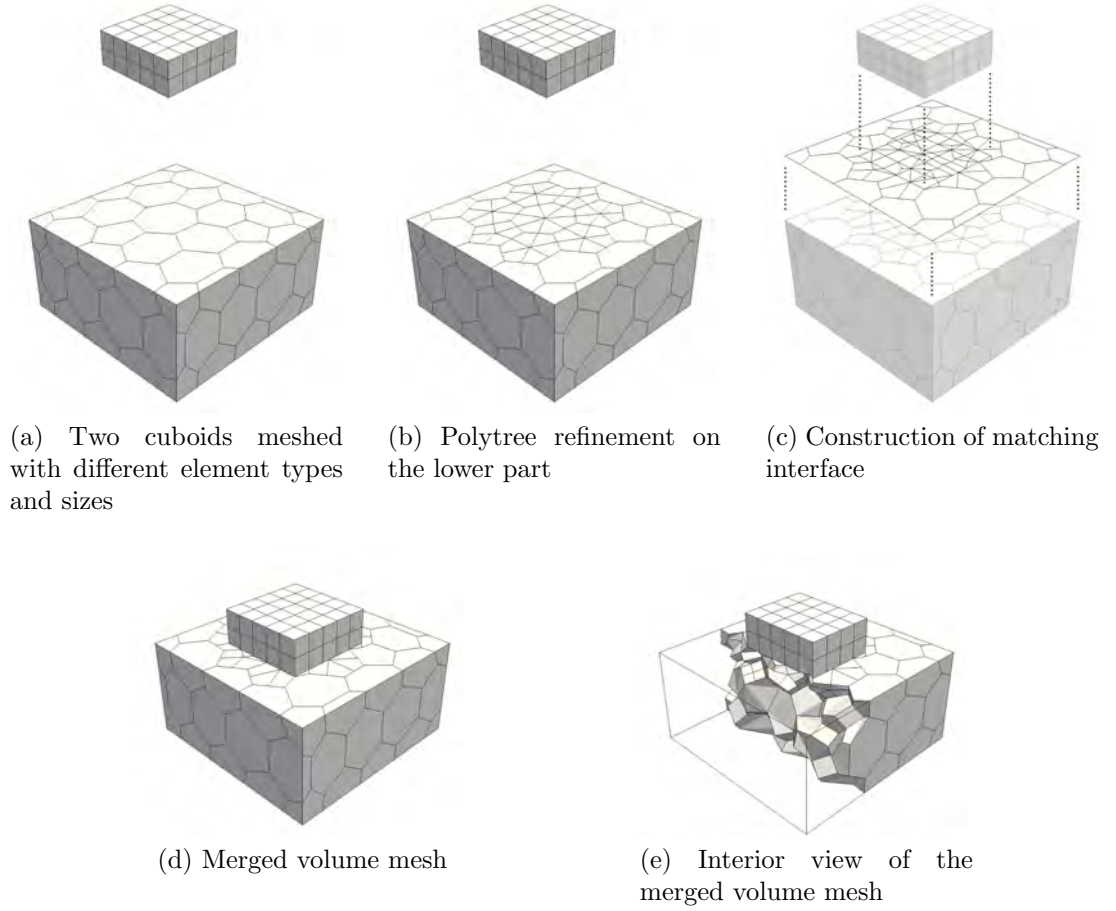 (a) Two cuboids meshed
with different element types
and sizes
(b) Polytree refinement on
the lower part
(c) Construction of matching
interface
(d) Merged volume mesh
(e) Interior view of the
merged volume mesh